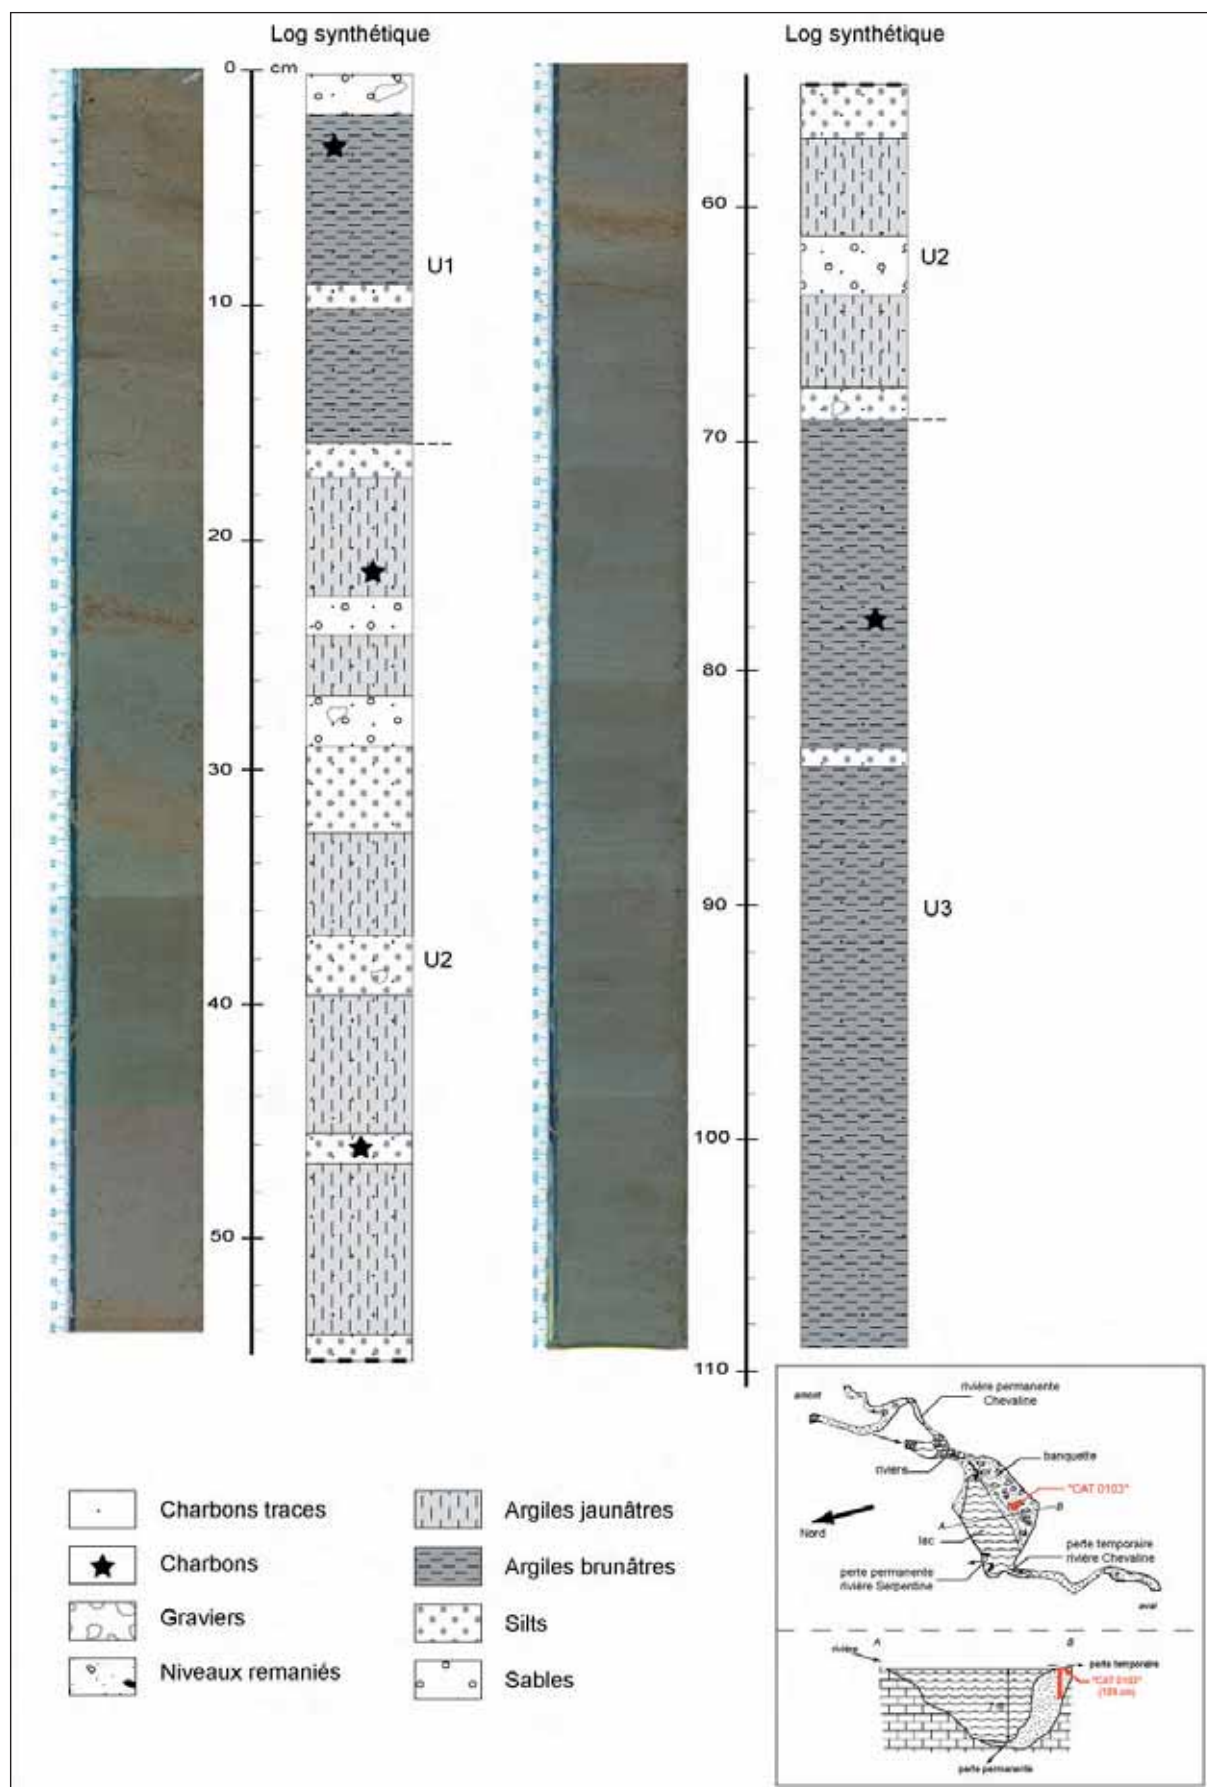 Log synthétique
0
cm
U1
10
20
30
U2
40
50
Log synthétique
60
U2
70
80
90
U3
100
110
Charbons traces
Charbons
Graviers
Niveaux remaniés
Argiles jaunâtres
Argiles brunâtres
Silts
Sables
amont
rivière permanente
Chevaline
rivière
banquette
"CAT 0103"
A
B
Nord
lac
perte temporaire
rivière Chevaline
perte permanente
rivière Serpentine
aval
A
B
rivière
perte temporaire
"CAT 0103"
perte permanente